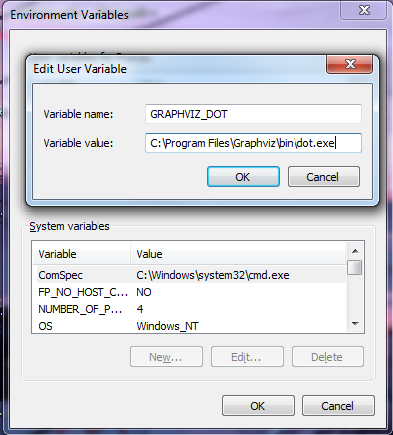 Environment Variables
Edit User Variable
Variable name: GRAPHVIZ_DOT
Variable value: C:\Program Files\Graphviz\bin\dot.exe
OK Cancel
System variables
Variable Value
ComSpec C:\Windows\system32\cmd.exe
FP_NO_HOST_C... NO
NUMBER_OF_P... 4
OS Windows_NT
New... Edit... Delete
OK Cancel